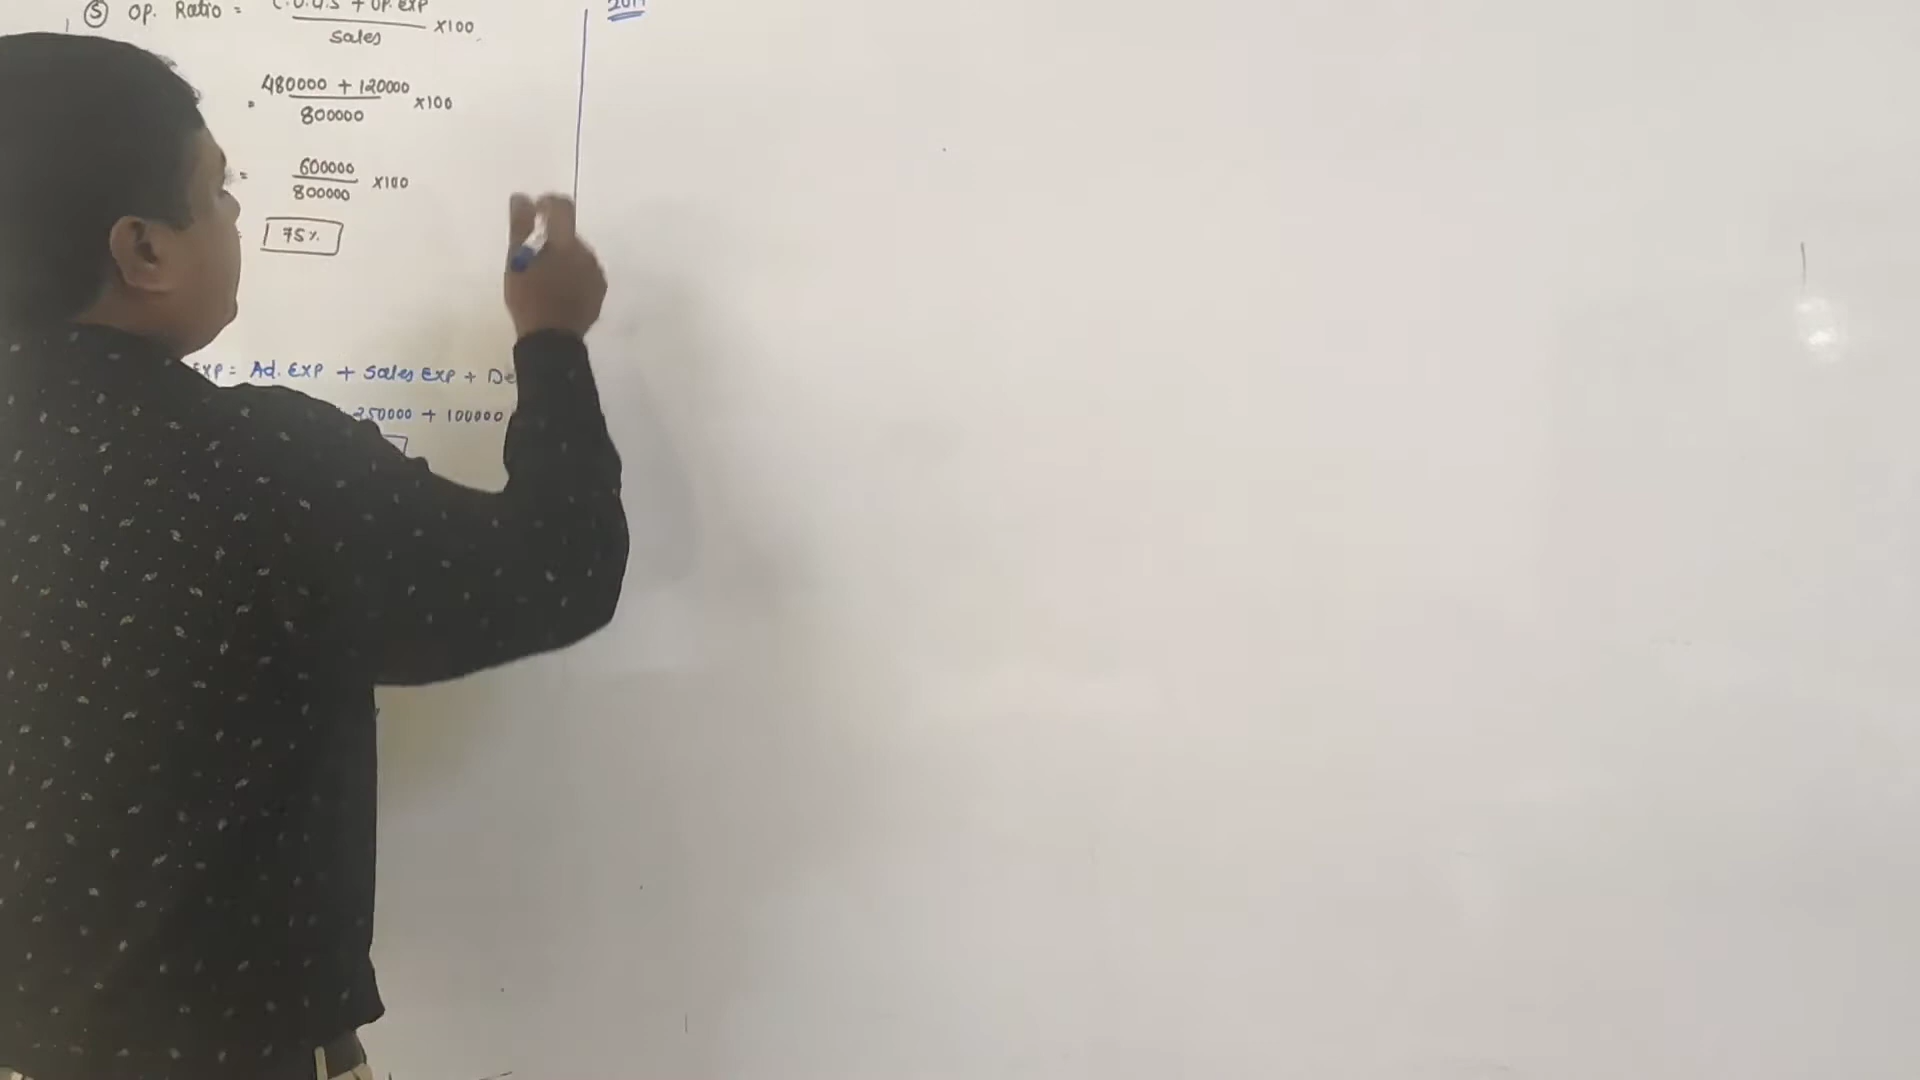 ⑤ Op. Ratio = C.O.G.S + Op. Exp
Sales ×100
= 480000 + 120000
800000 ×100
= 600000
800000 ×100
= 75%
Exp = Ad. Exp + Sales Exp + De
250000 + 100000